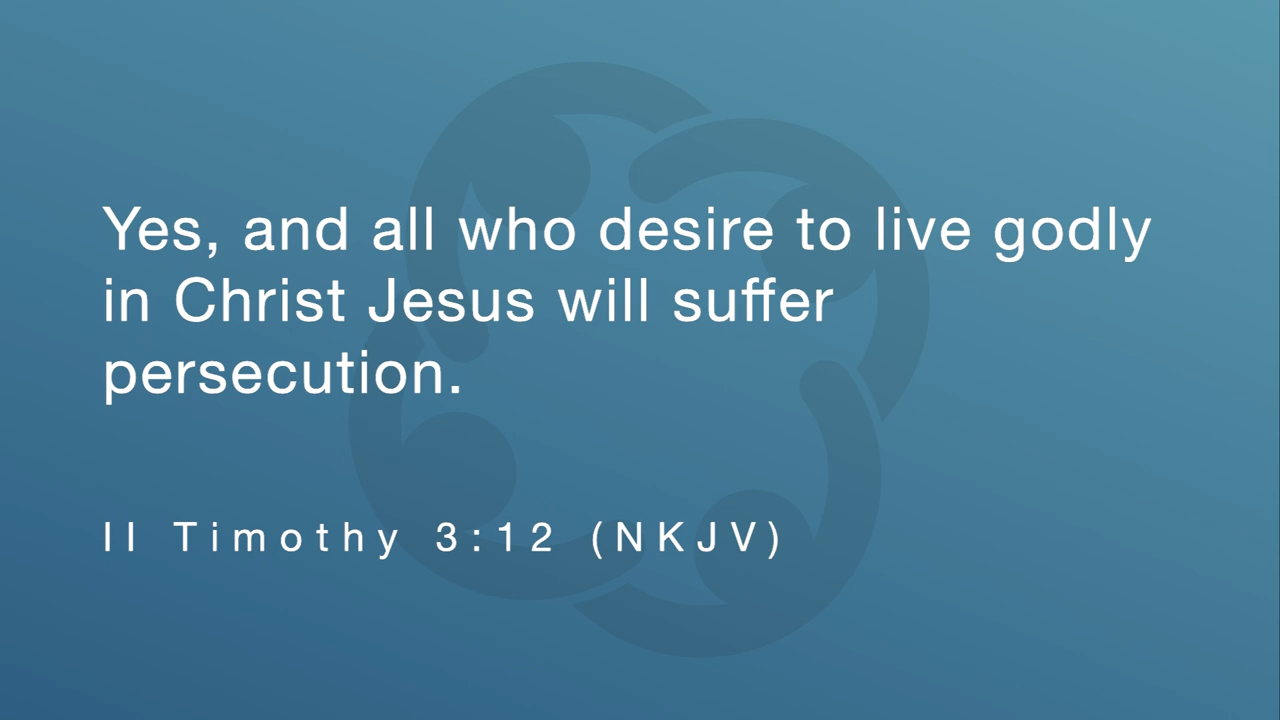 Yes, and all who desire to live godly
in Christ Jesus will suffer
persecution.
II Timothy 3:12 (NKJV)